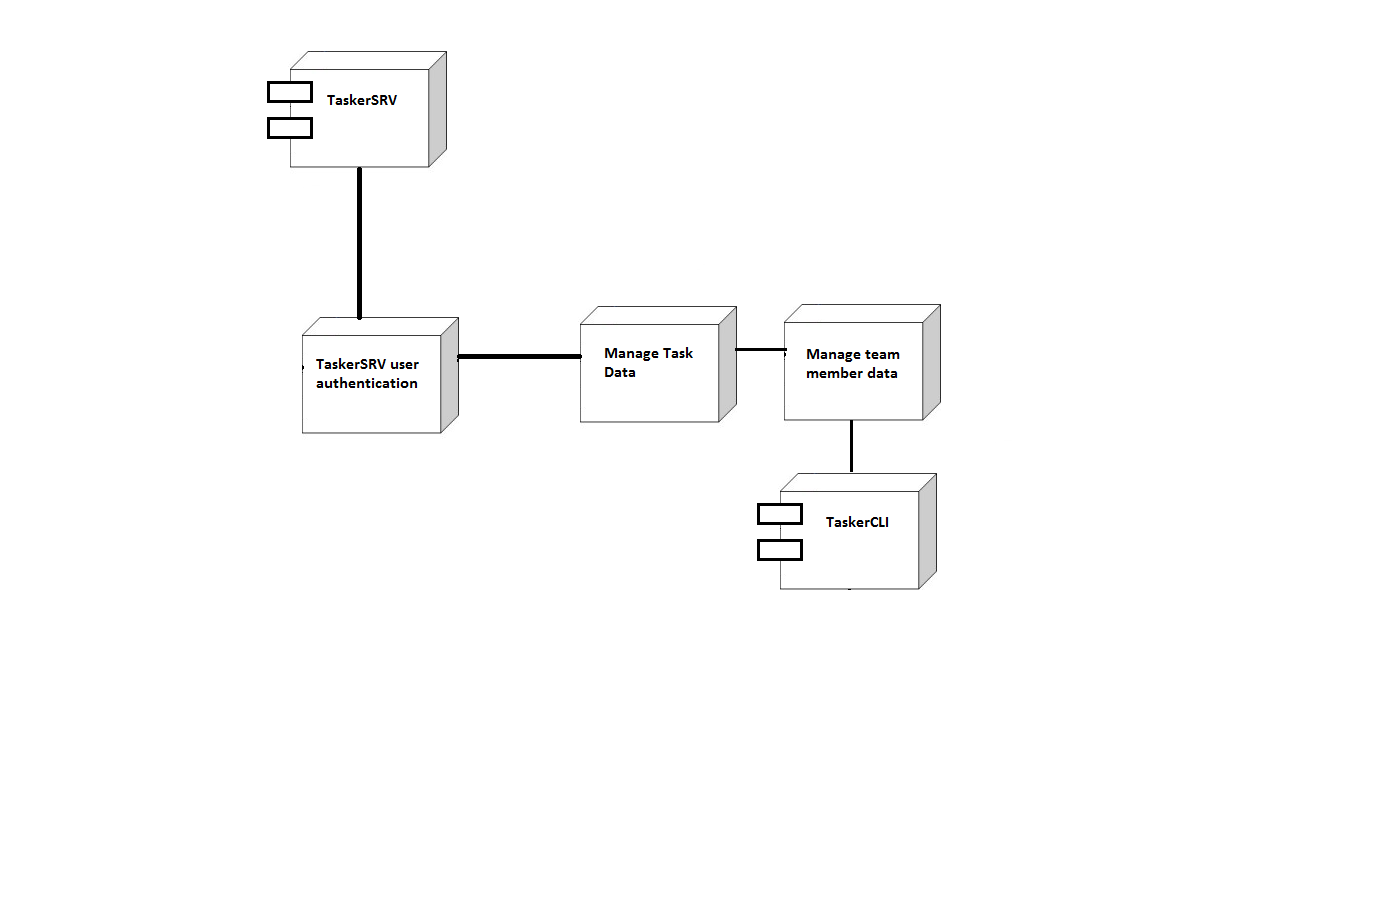 TaskerSRV
TaskerSRV user
authentication
Manage Task
Data
Manage team
member data
TaskerCLI